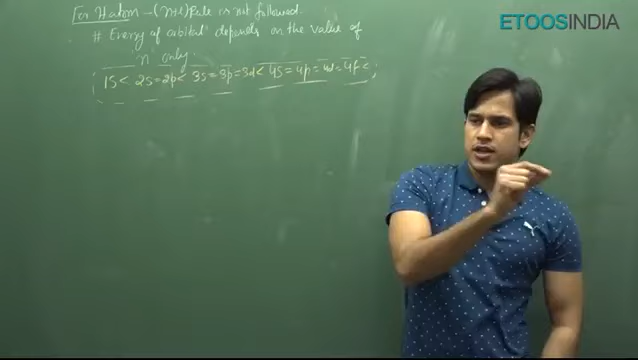 ETOOSINDIA
For H atom - (n+l) Rule is not followed.
# Energy of orbital depends on the value of
n only.
1s < 2s = 2p < 3s = 3p = 3d < 4s = 4p = 4d = 4f <